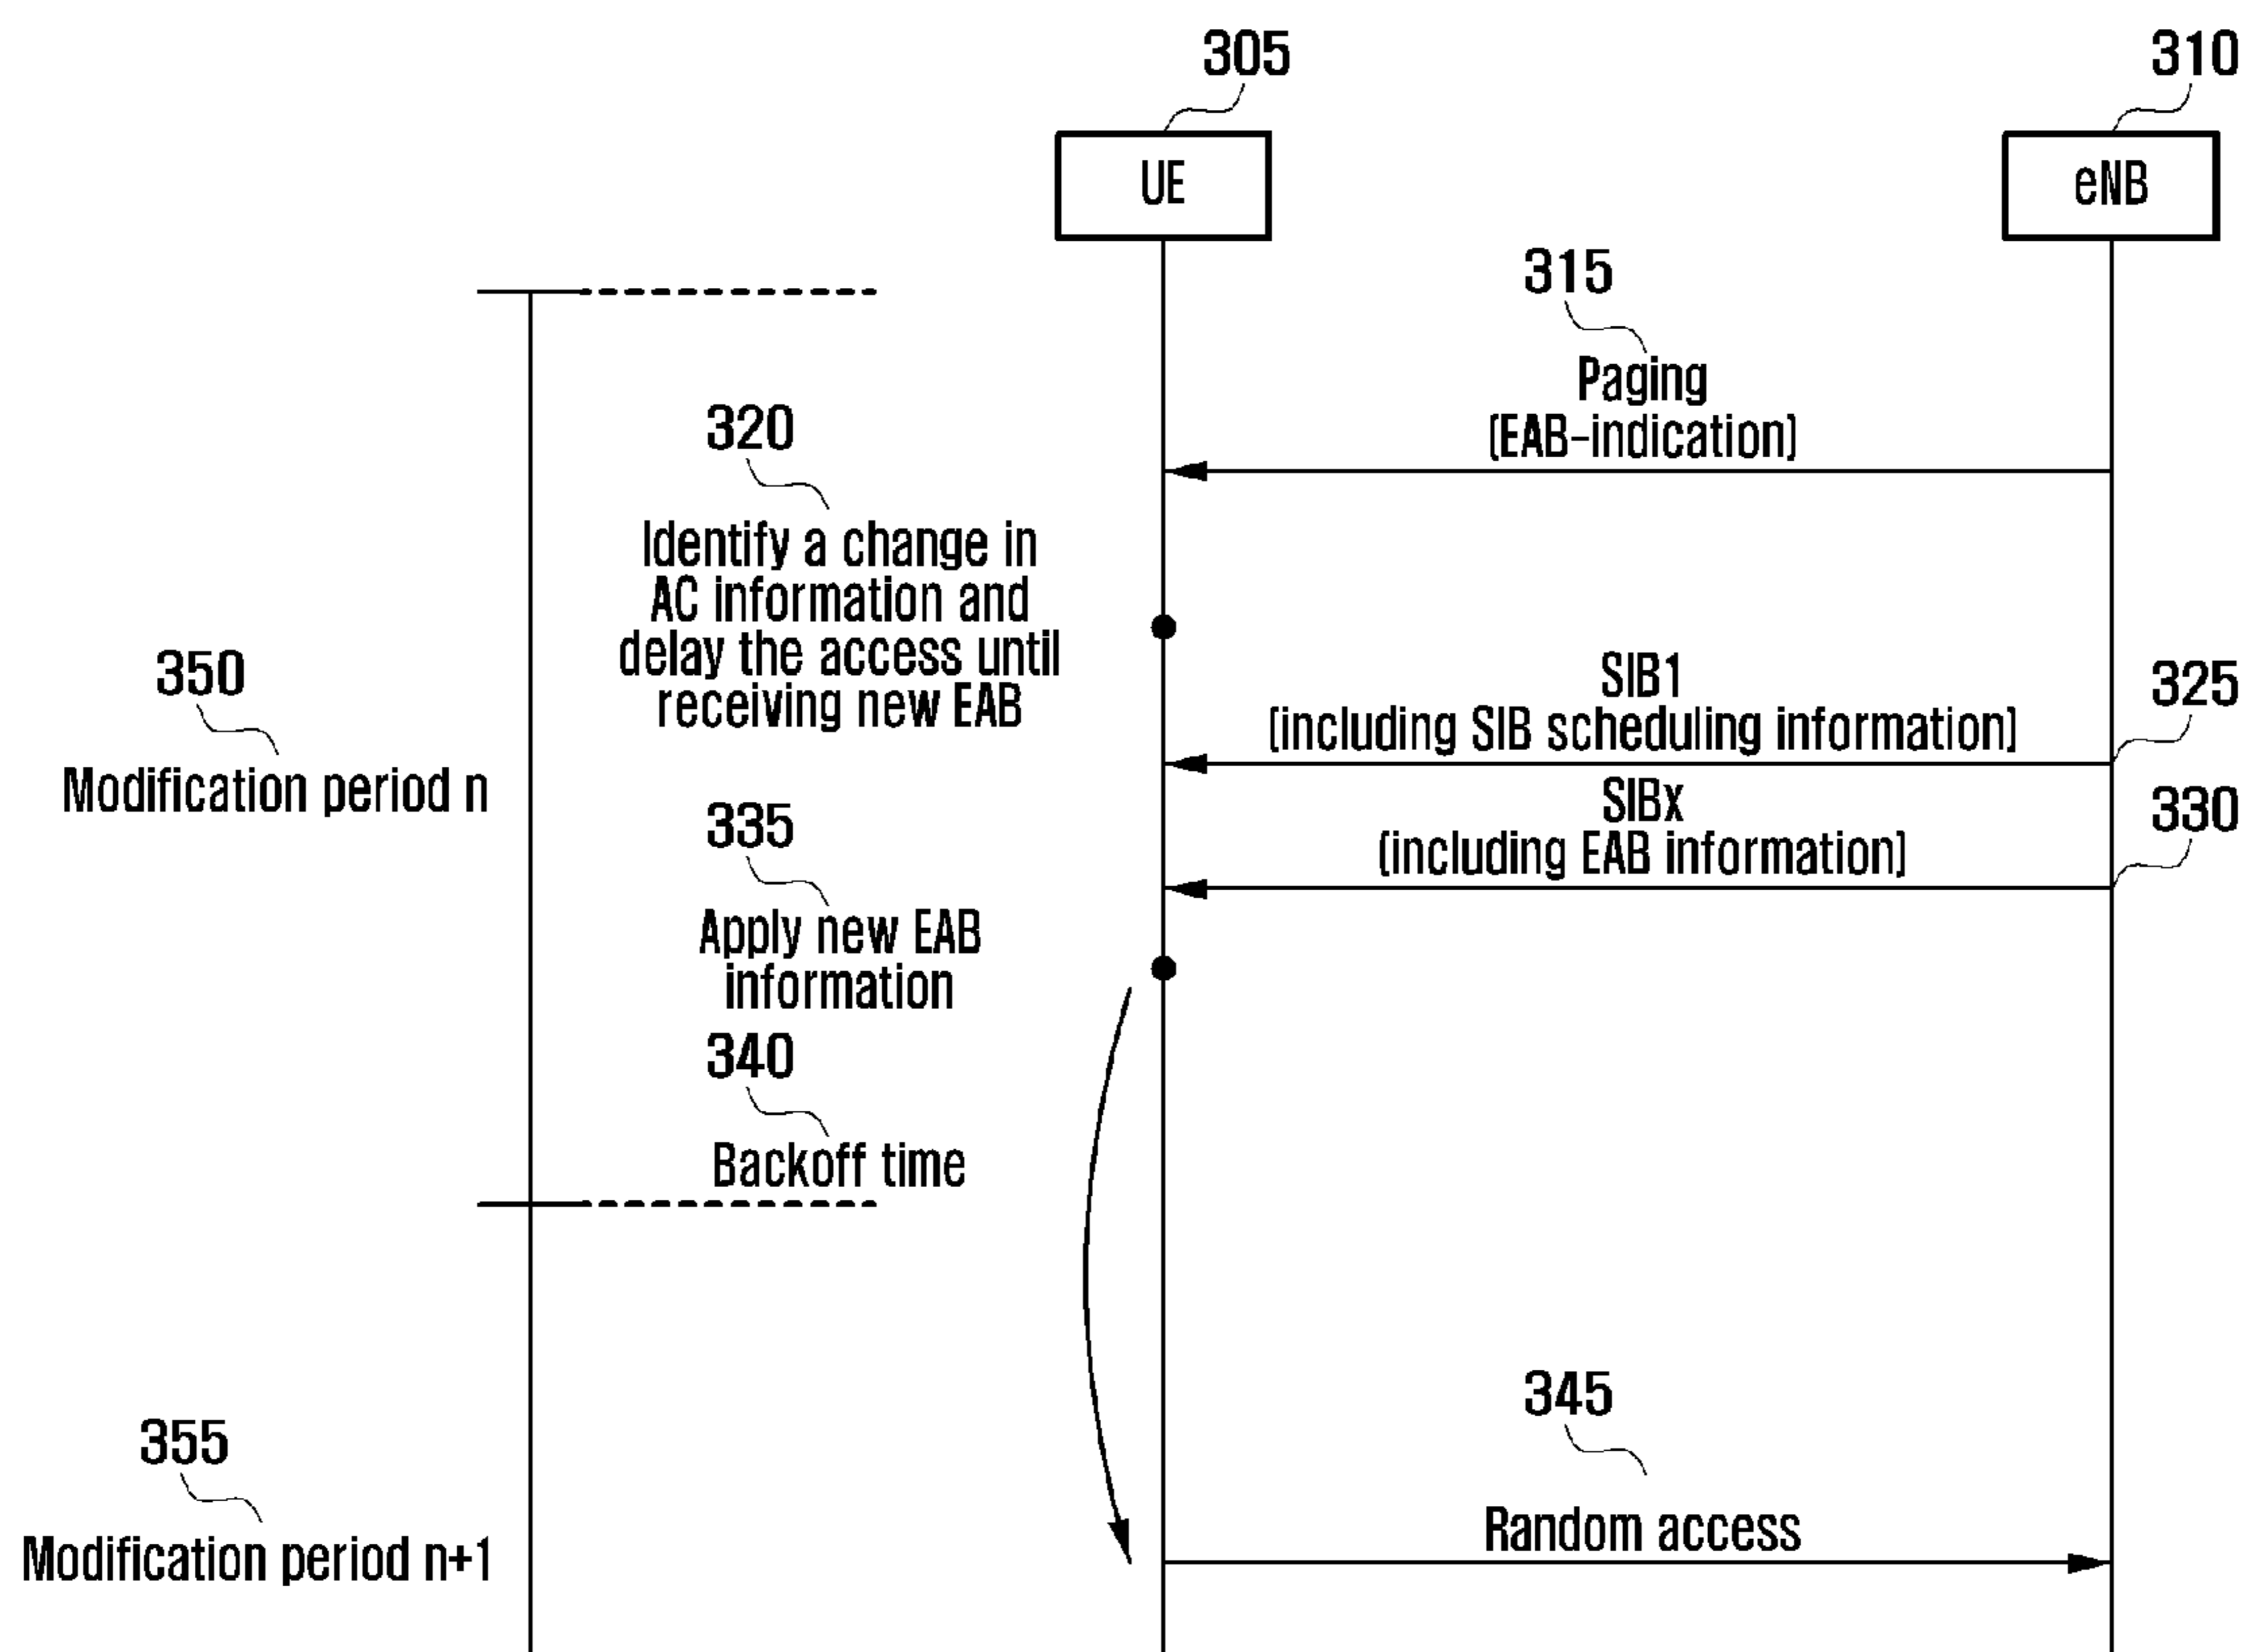 305
310
UE
eNB
315
Paging
(EAB-indication)
320
Identify a change in
AC information and
delay the access until
receiving new EAB
350
Modification period n
SIB1
(including SIB scheduling information)
325
SIBx
(including EAB information)
330
335
Apply new EAB
information
340
Backoff time
345
Random access
355
Modification period n+1